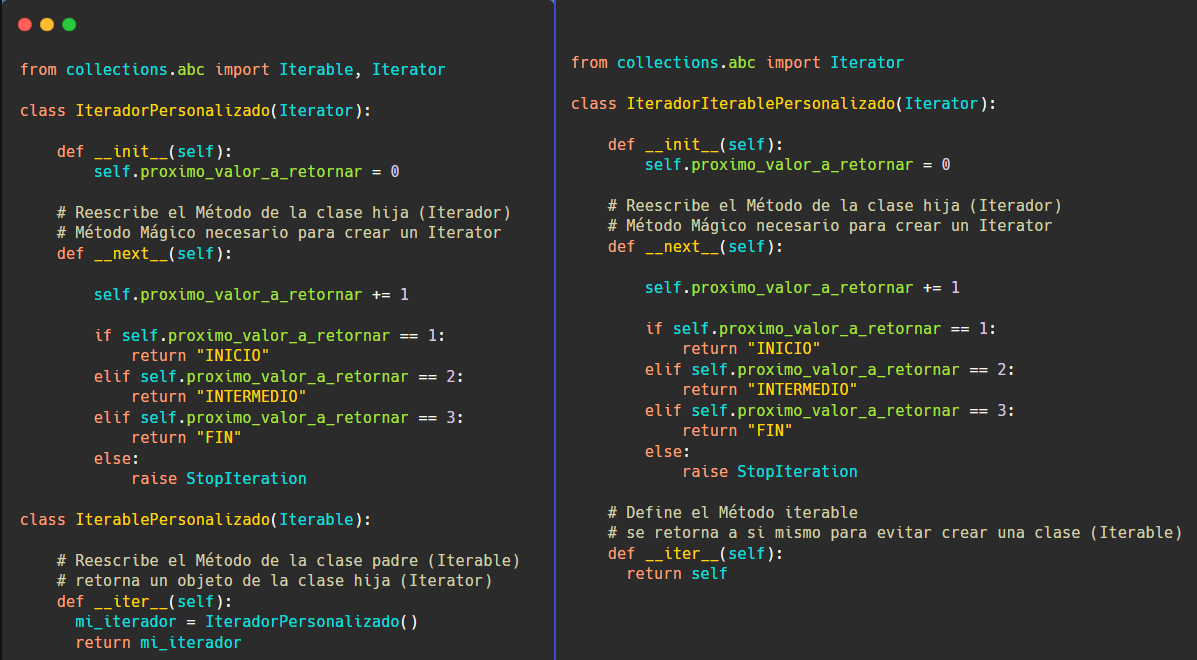 from collections.abc import Iterable, Iterator
class IteradorPersonalizado(Iterator):
def __init__(self):
self.proximo_valor_a_retornar = 0
# Reescribe el Método de la clase hija (Iterador)
# Método Mágico necesario para crear un Iterator
def __next__(self):
self.proximo_valor_a_retornar += 1
if self.proximo_valor_a_retornar == 1:
return "INICIO"
elif self.proximo_valor_a_retornar == 2:
return "INTERMEDIO"
elif self.proximo_valor_a_retornar == 3:
return "FIN"
else:
raise StopIteration
class IterablePersonalizado(Iterable):
# Reescribe el Método de la clase padre (Iterable)
# retorna un objeto de la clase hija (Iterator)
def __iter__(self):
mi_iterador = IteradorPersonalizado()
return mi_iterador
from collections.abc import Iterator
class IteradorIterablePersonalizado(Iterator):
def __init__(self):
self.proximo_valor_a_retornar = 0
# Reescribe el Método de la clase hija (Iterador)
# Método Mágico necesario para crear un Iterator
def __next__(self):
self.proximo_valor_a_retornar += 1
if self.proximo_valor_a_retornar == 1:
return "INICIO"
elif self.proximo_valor_a_retornar == 2:
return "INTERMEDIO"
elif self.proximo_valor_a_retornar == 3:
return "FIN"
else:
raise StopIteration
# Define el Método iterable
# se retorna a si mismo para evitar crear una clase (Iterable)
def __iter__(self):
return self